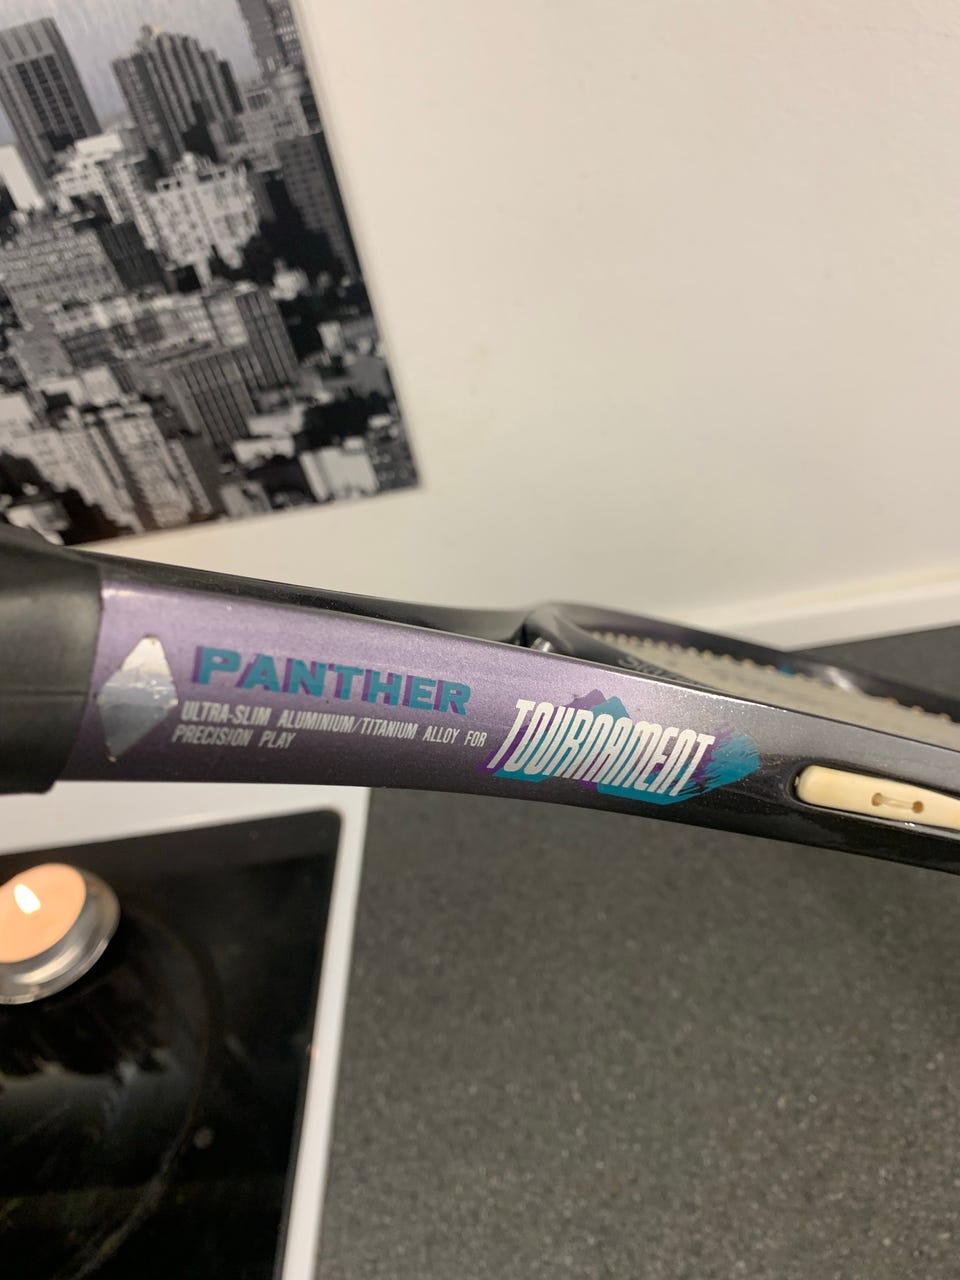 PANTHER
ULTRA-SLIM ALUMINIUM/TITANIUM ALLOY FOR
PRECISION PLAY
TOURNAMENT